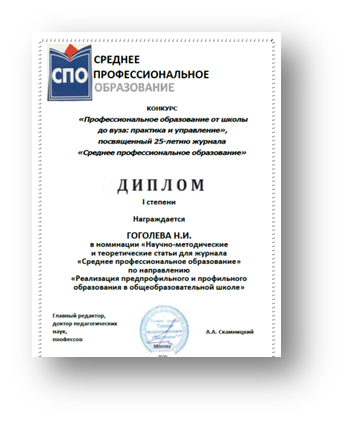 СРЕДНЕЕ
СПО ПРОФЕССИОНАЛЬНОЕ
ОБРАЗОВАНИЕ
КОНКУРС
«Профессиональное образование от школы
до вуза: практика и управление»,
посвященный 25-летию журнала
«Среднее профессиональное образование»
ДИПЛОМ
I степени
Награждается
ГОГОЛЕВА Н.И.
в номинации «Научно-методические
и теоретические статьи для журнала
«Среднее профессиональное образование»
по направлению
«Реализация предпрофильного и профильного
образования в общеобразовательной школе»
Главный редактор,
доктор педагогических
наук,
профессов
А.А. Скамницкий
Москва